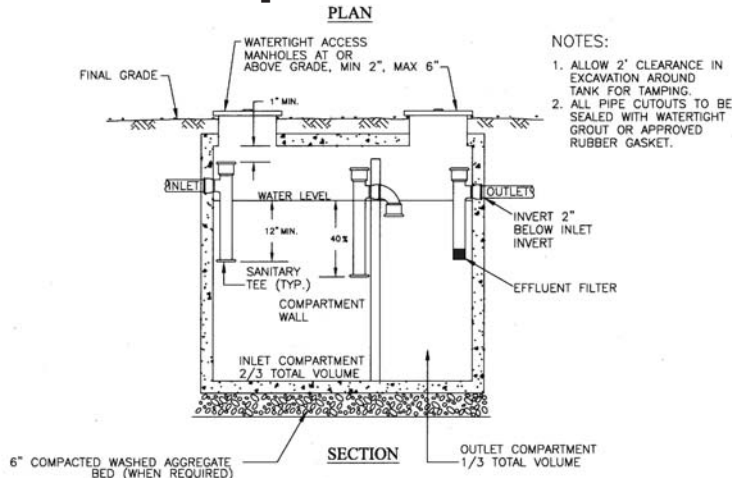 PLAN
WATERTIGHT ACCESS
MANHOLES AT OR
ABOVE GRADE, MIN 2", MAX 6"
FINAL GRADE
1" MIN.
NOTES:
1. ALLOW 2' CLEARANCE IN
EXCAVATION AROUND
TANK FOR TAMPING.
2. ALL PIPE CUTOUTS TO BE
SEALED WITH WATERTIGHT
GROUT OR APPROVED
RUBBER GASKET.
INLET
WATER LEVEL
OUTLET
12" MIN.
40%
INVERT 2"
BELOW INLET
INVERT
SANITARY
TEE (TYP.)
EFFLUENT FILTER
COMPARTMENT
WALL
INLET COMPARTMENT
2/3 TOTAL VOLUME
6" COMPACTED WASHED AGGREGATE
BED (WHEN REQUIRED)
SECTION
OUTLET COMPARTMENT
1/3 TOTAL VOLUME